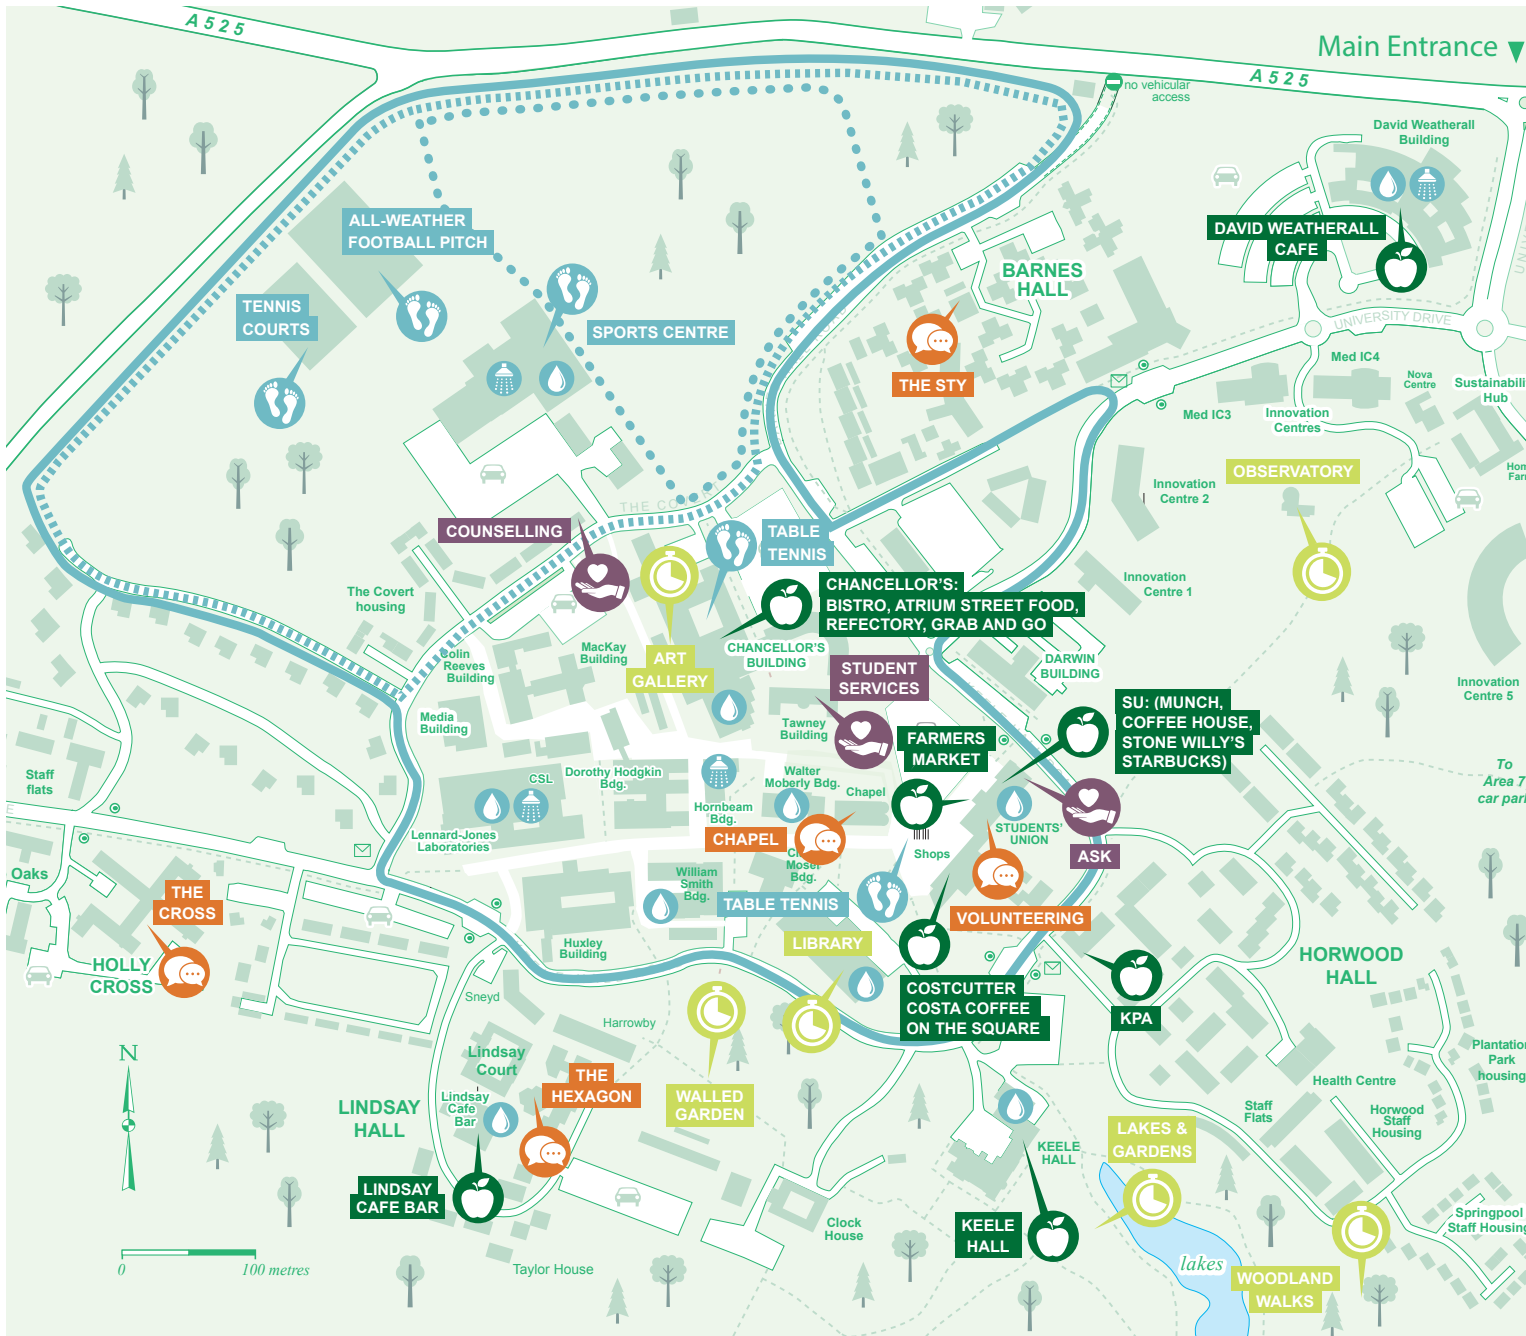 A525
Main Entrance
A525
no vehicular
access
David Weatherall
Building
DAVID WEATHERALL
CAFE
ALL-WEATHER
FOOTBALL PITCH
TENNIS
COURTS
SPORTS CENTRE
BARNES
HALL
THE STY
UNIVERSITY DRIVE
Med IC4
Nova
Centre
Sustainabili
Hub
Med IC3
Innovation
Centres
OBSERVATORY
Hom
Far
Innovation
Centre 2
THE COVERT
COUNSELLING
TABLE
TENNIS
CHANCELLOR'S:
BISTRO, ATRIUM STREET FOOD,
REFECTORY, GRAB AND GO
Innovation
Centre 1
The Covert
housing
MacKay
Building
ART
GALLERY
CHANCELLOR'S
BUILDING
STUDENT
SERVICES
DARWIN
BUILDING
Colin
Reeves
Building
Innovation
Centre 5
Media
Building
Tawney
Building
FARMERS
MARKET
SU: (MUNCH,
COFFEE HOUSE,
STONE WILLY'S
STARBUCKS)
Staff
flats
CSL
Dorothy Hodgkin
Bdg.
Walter
Moberly Bdg.
Chapel
To
Area 7
car park
Hornbeam
Bdg.
Lennard-Jones
Laboratories
CHAPEL
STUDENTS'
UNION
Shops
ASK
Moser
Bdg.
Oaks
THE
CROSS
William
Smith
Bdg.
TABLE TENNIS
VOLUNTEERING
Huxley
Building
LIBRARY
HOLLY
CROSS
HORWOOD
HALL
Sneyd
COSTCUTTER
COSTA COFFEE
ON THE SQUARE
KPA
Harrowby
Lindsay
Court
N
THE
HEXAGON
WALLED
GARDEN
Plantation
Park
housing
Health Centre
LINDSAY
HALL
Lindsay
Cafe
Bar
Staff
Flats
Horwood
Staff
Housing
LAKES &
GARDENS
KEELE
HALL
LINDSAY
CAFE BAR
Clock
House
KEELE
HALL
Springpool
Staff Housing
0
100 metres
Taylor House
lakes
WOODLAND
WALKS